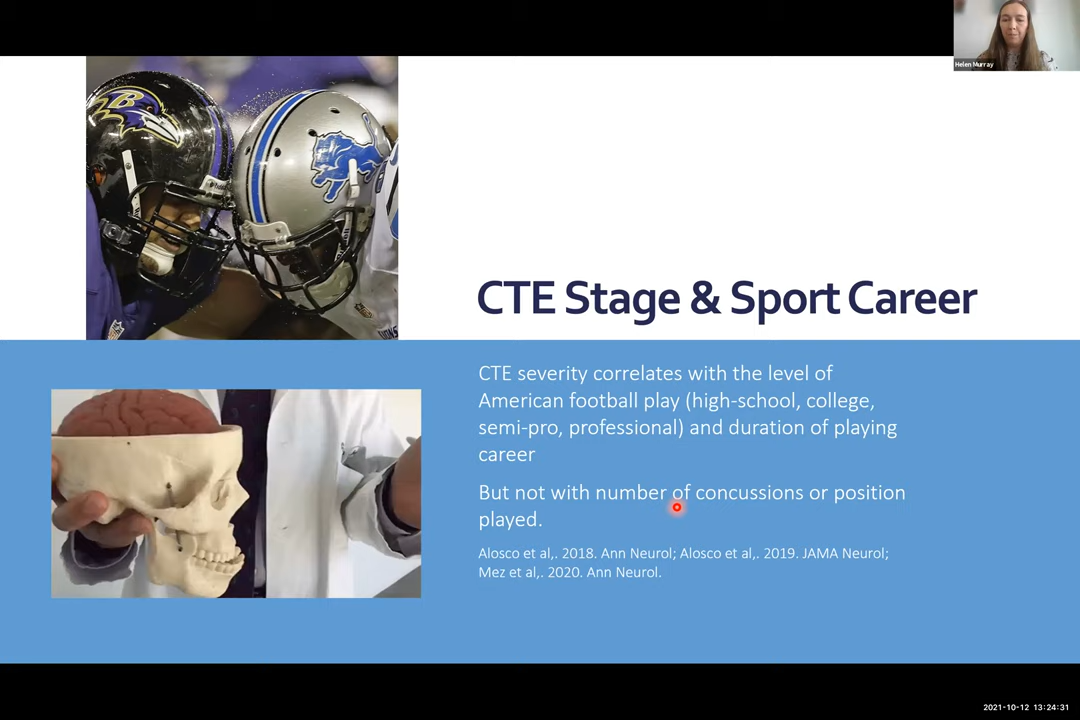 Helen Murray
B
LIONS
CTE Stage & Sport Career
CTE severity correlates with the level of
American football play (high-school, college,
semi-pro, professional) and duration of playing
career
But not with number of concussions or position
played.
Alosco et al,. 2018. Ann Neurol; Alosco et al,. 2019. JAMA Neurol;
Mez et al,. 2020. Ann Neurol.
2021-10-12 13:24:31